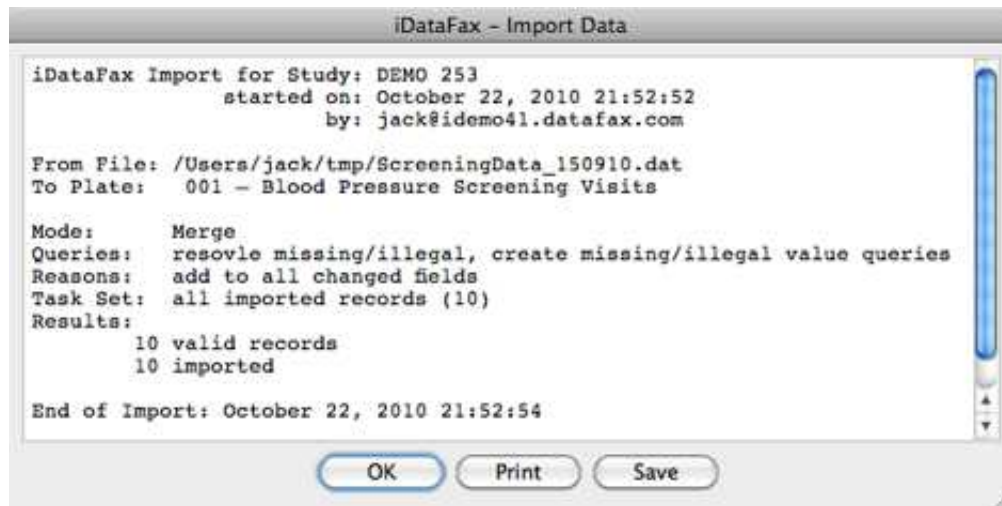 iDataFax – Import Data
iDataFax Import for Study: DEMO 253
started on: October 22, 2010 21:52:52
by: jack@idemo41.datafax.com
From File: /Users/jack/tmp/ScreeningData_150910.dat
To Plate: 001 — Blood Pressure Screening Visits
Mode: Merge
Queries: resovle missing/illegal, create missing/illegal value queries
Reasons: add to all changed fields
Task Set: all imported records (10)
Results:
10 valid records
10 imported
End of Import: October 22, 2010 21:52:54
OK Print Save